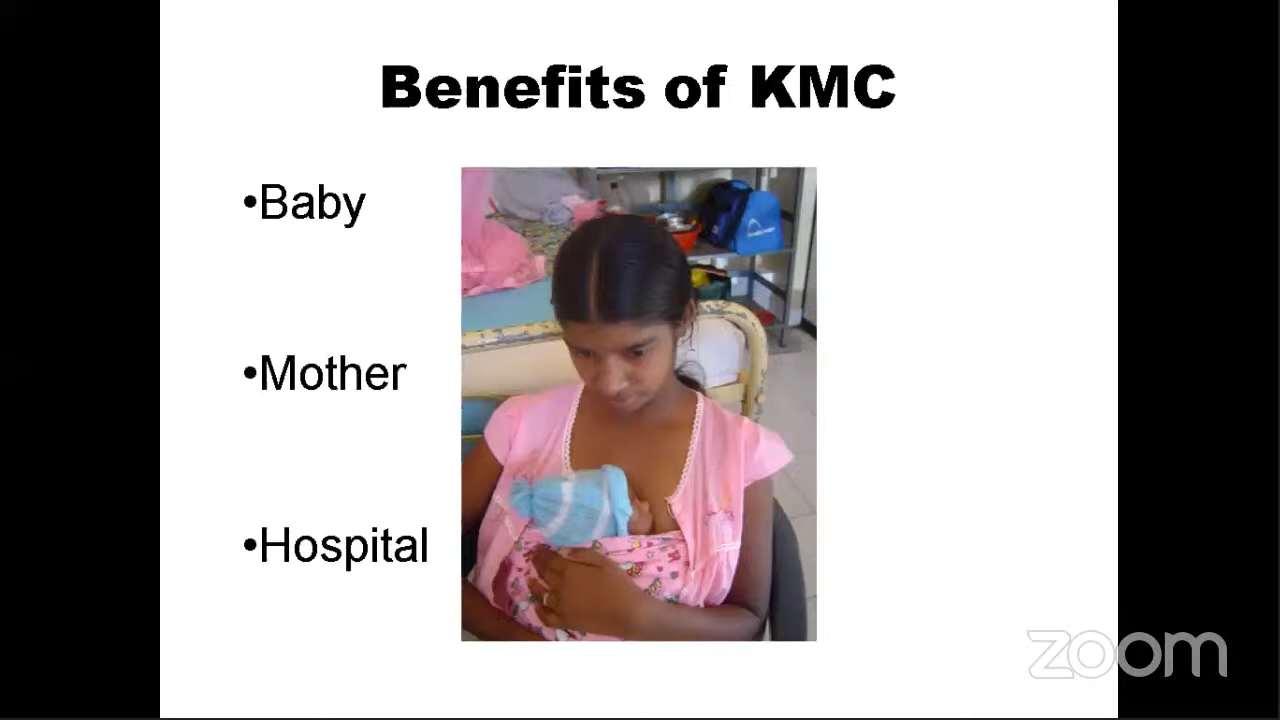 Benefits of KMC
•Baby
•Mother
•Hospital
zoom